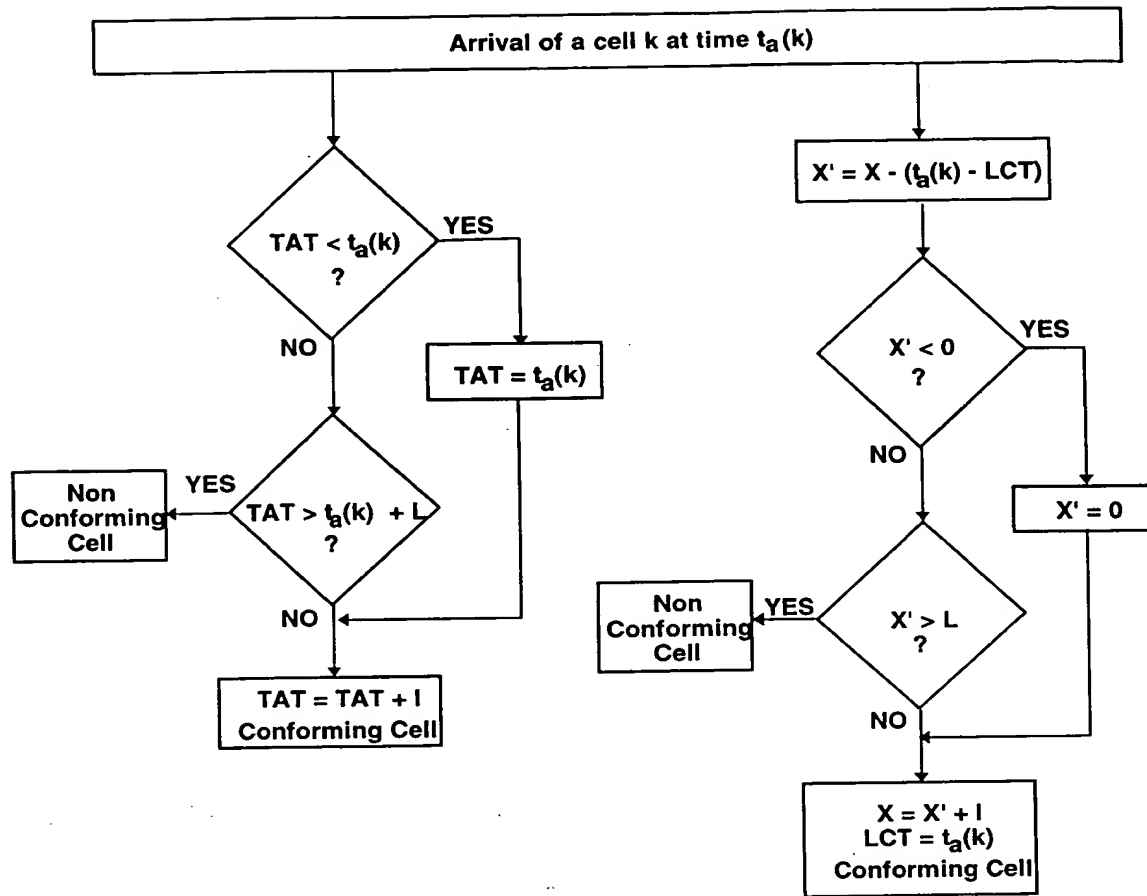 Arrival of a cell k at time ta(k)
TAT < ta(k)
?
YES
NO
TAT = ta(k)
TAT > ta(k) + L
?
YES
Non
Conforming
Cell
NO
TAT = TAT + I
Conforming Cell
X' = X - (ta(k) - LCT)
X' < 0
?
YES
NO
X' = 0
X' > L
?
YES
Non
Conforming
Cell
NO
X = X' + I
LCT = ta(k)
Conforming Cell